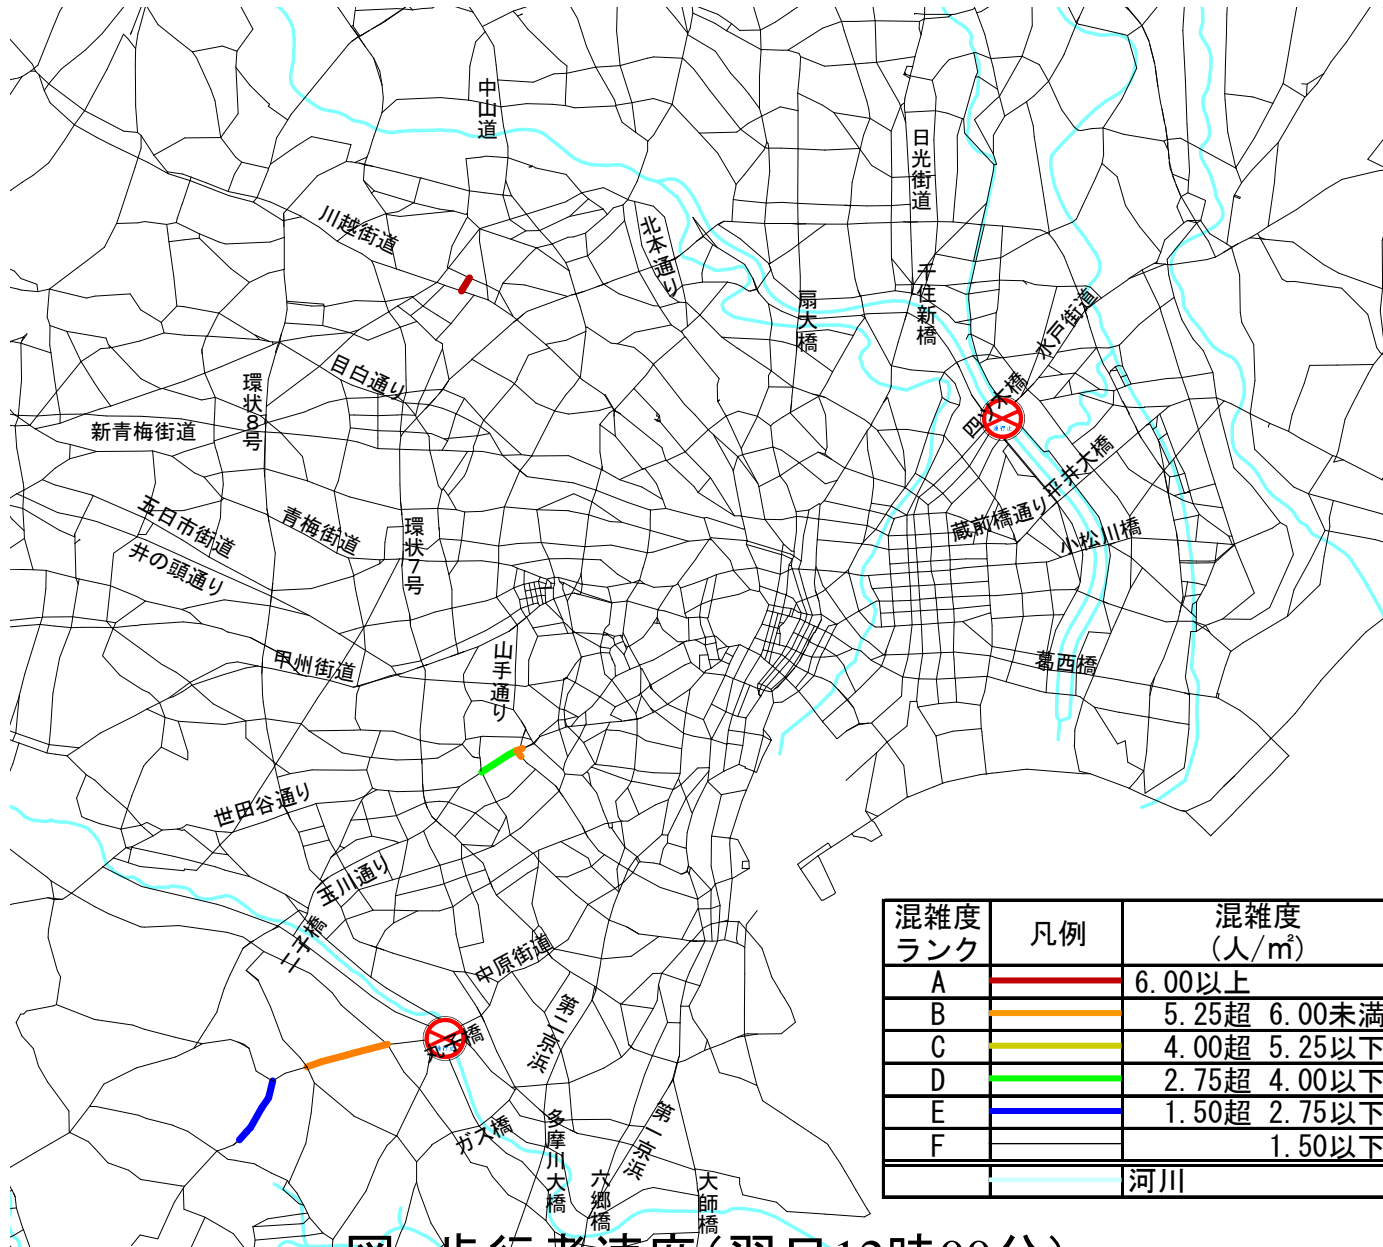 中山道
日光街道
川越街道
北本通り
千住新橋
扇大橋
水戸街道
目白通り
環状8号
四ツ木橋
新青梅街道
平井大橋
五日市街道
青梅街道
環状7号
蔵前橋通り
小松川橋
井の頭通り
甲州街道
山手通り
葛西橋
世田谷通り
玉川通り
二子橋
中原街道
第二京浜
丸子橋
ガス橋
多摩川大橋
第一京浜
六郷橋
大師橋
混雑度ランク 凡例 混雑度(人/㎡)
A 6.00以上
B 5.25超 6.00未満
C 4.00超 5.25以下
D 2.75超 4.00以下
E 1.50超 2.75以下
F 1.50以下
河川